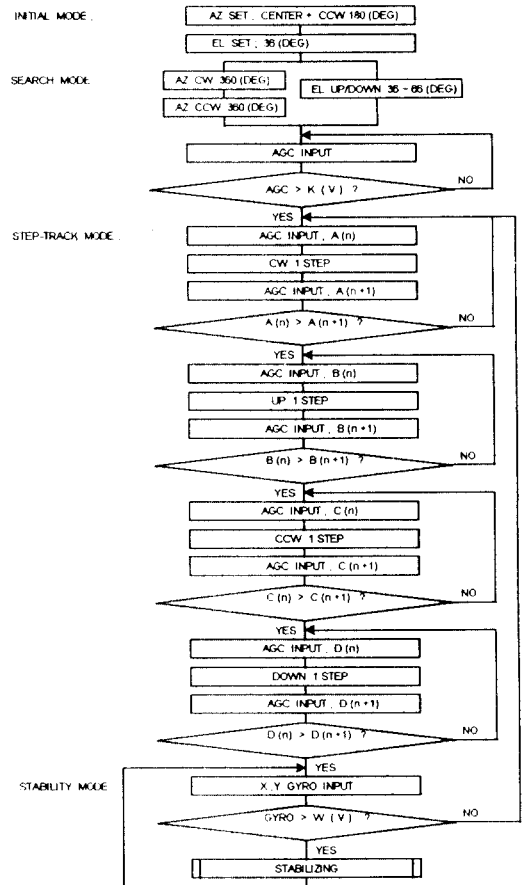 INITIAL MODE .
AZ SET , CENTER + CCW 180 (DEG)
EL SET ; 36 (DEG)
SEARCH MODE
AZ CW 360 (DEG)
EL UP/DOWN 36 ~ 66 (DEG)
AZ CCW 360 (DEG)
AGC INPUT
NO
AGC > K ( V ) ?
YES
STEP-TRACK MODE .
AGC INPUT , A (n)
CW 1 STEP
AGC INPUT , A (n +1)
A (n) > A (n +1) ?
NO
YES
AGC INPUT , B (n)
UP 1 STEP
AGC INPUT , B (n+1)
B (n) > B (n+1) ?
NO
YES
AGC INPUT , C (n)
CCW 1 STEP
AGC INPUT , C (n+1)
C (n) > C (n+1) ?
NO
YES
AGC INPUT , D (n)
DOWN 1 STEP
AGC INPUT , D (n+1)
D (n) > D (n+1) ?
NO
YES
STABILITY MODE
X , Y GYRO INPUT
GYRO > W ( V ) ?
NO
YES
STABILIZING